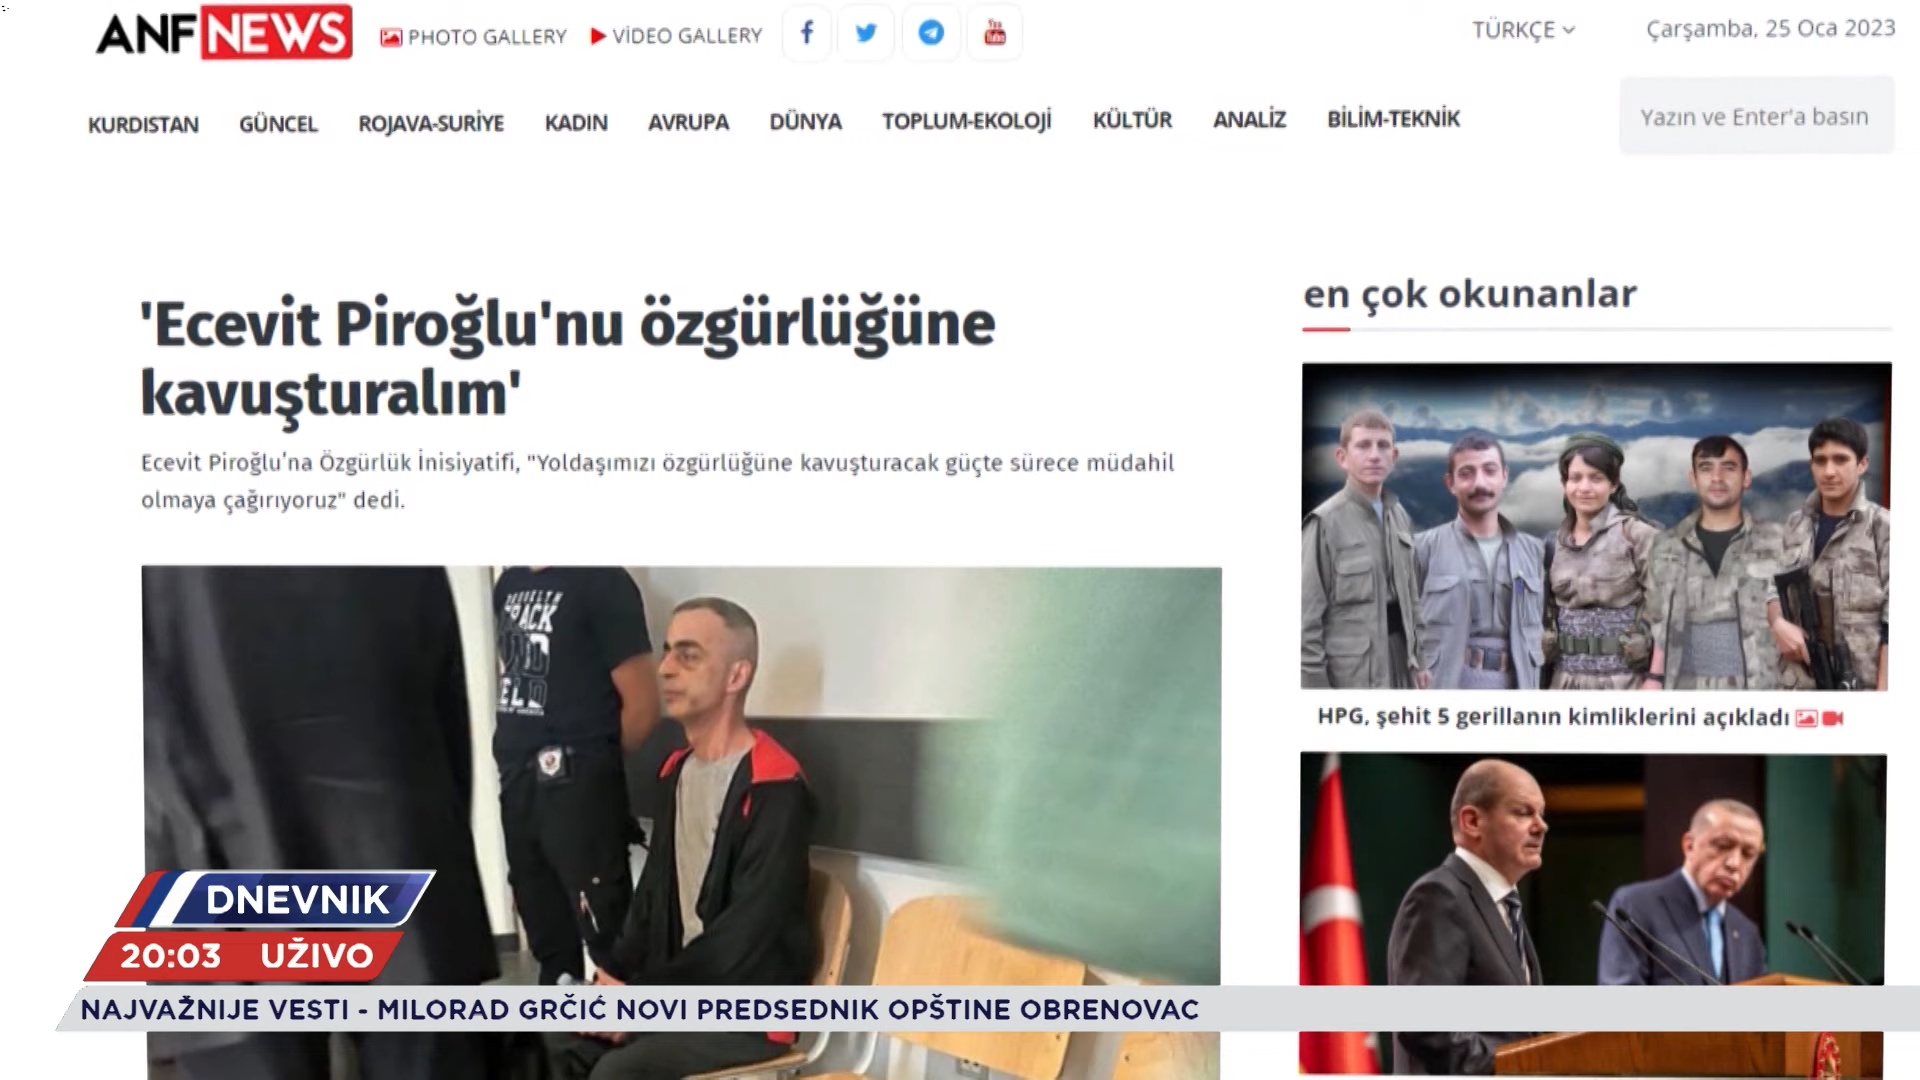 ANF NEWS
PHOTO GALLERY
VİDEO GALLERY
You
TÜRKÇE
Çarşamba, 25 Oca 2023
KURDISTAN GÜNCEL ROJAVA-SURİYE KADIN AVRUPA DÜNYA TOPLUM-EKOLOJİ KÜLTÜR ANALİZ BİLİM-TEKNİK
Yazın ve Enter'a basın
'Ecevit Piroğlu'nu özgürlüğüne
kavuşturalım'
Ecevit Piroğlu'na Özgürlük İnisiyatifi, "Yoldaşımızı özgürlüğüne kavuşturacak güçte sürece müdahil
olmaya çağırıyoruz" dedi.
BROOKLYN
TRACK
en çok okunanlar
HPG, şehit 5 gerillanın kimliklerini açıkladı
DNEVNIK
20:03 UŽIVO
NAJVAŽNIJE VESTI - MILORAD GRČIĆ NOVI PREDSEDNIK OPŠTINE OBRENOVAC